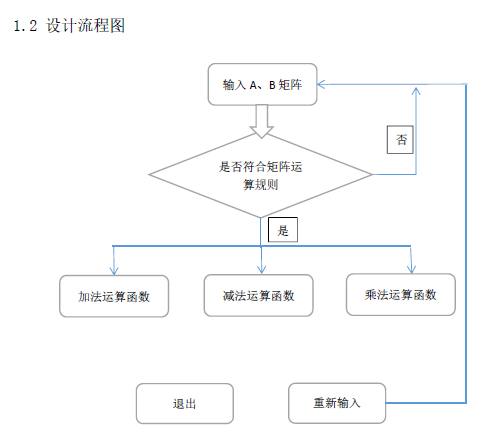 1.2 设计流程图
输入 A、B 矩阵
否
是否符合矩阵运
算规则
是
加法运算函数
减法运算函数
乘法运算函数
退出
重新输入